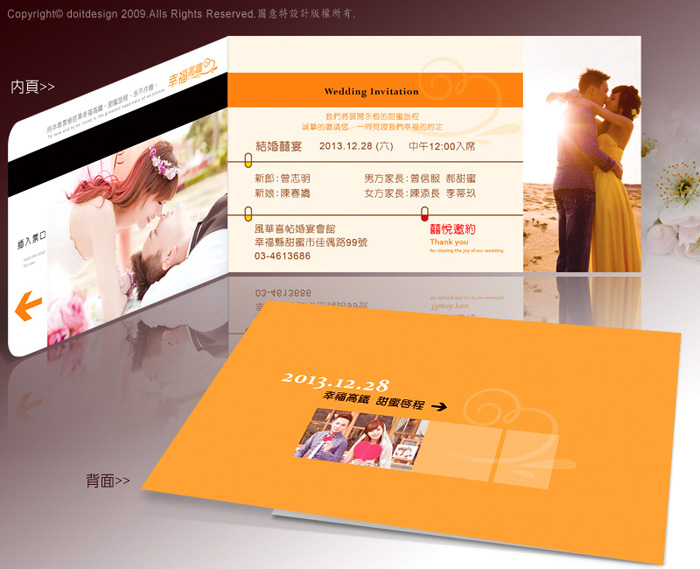 Copyright© doitdesign 2009.Alls Rights Reserved.圖意特設計版權所有.
內頁>>
幸福高鐵
插入票口
Wedding Invitation
我們將展開永恆的甜蜜旅程
誠摯的邀請您 一同見證我們幸福的約定
結婚囍宴 2013.12.28 (六) 中午12:00入席
新郎:曾志明 男方家長:曾信服 郝甜蜜
新娘:陳春嬌 女方家長:陳添長 李蒂玖
風華喜帖婚宴會館
幸福縣甜蜜市佳偶路99號
03-4613686
囍悅邀約
Thank you
for sharing the joy of our wedding
2013.12.28
幸福高鐵 甜蜜啓程
背面>>